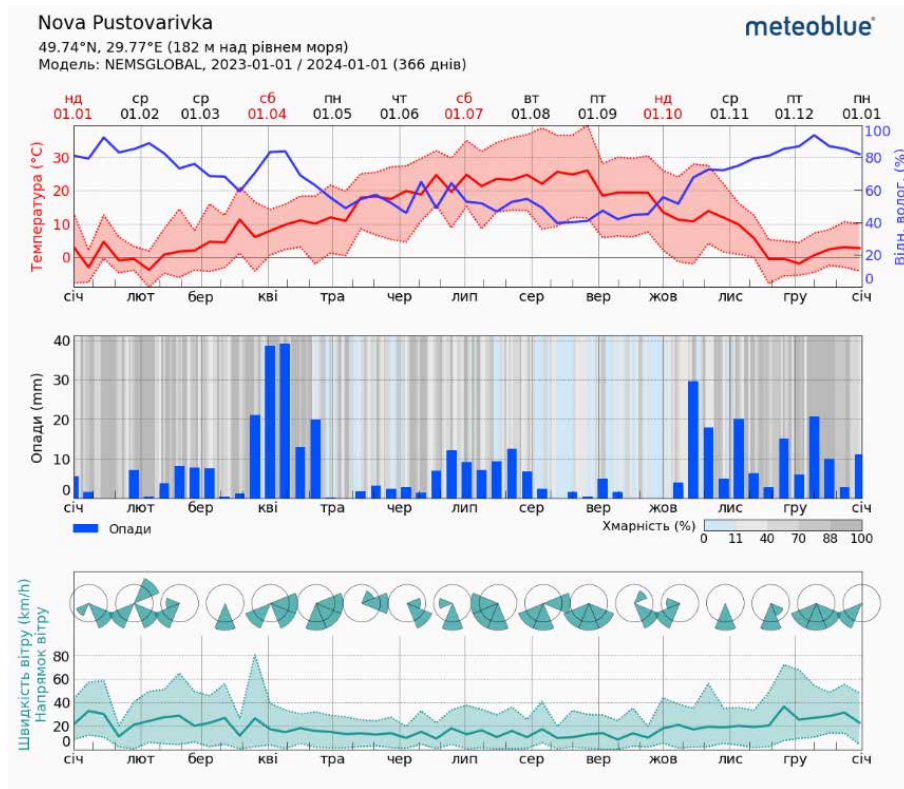 Nova Pustovarivka
meteoblue®
49.74°N, 29.77°E (182 м над рівнем моря)
Модель: NEMSGLOBAL, 2023-01-01 / 2024-01-01 (366 днів)
нд ср ср сб пн чт сб вт пт нд ср пт пн
01.01 01.02 01.03 01.04 01.05 01.06 01.07 01.08 01.09 01.10 01.11 01.12 01.01
Температура (°C)
30
20
10
0
100
80
60
40
20
0
Відн. волог. (%)
січ лют бер кві тра чер лип сер вер жов лис гру січ
Опади (mm)
40
30
20
10
0
січ лют бер кві тра чер лип сер вер жов лис гру січ
Опади
Хмарність (%)
0 11 40 70 88 100
Швидкість вітру (km/h)
Напрямок вітру
80
60
40
20
0
січ лют бер кві тра чер лип сер вер жов лис гру січ